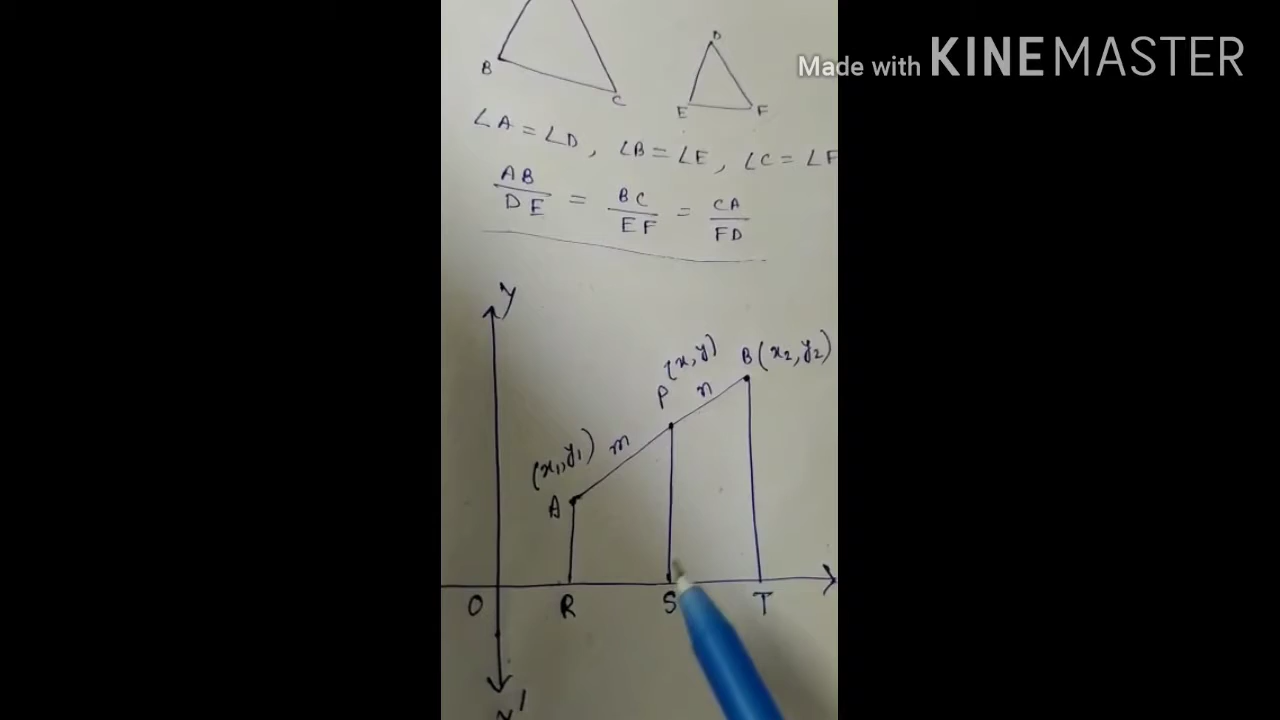 Made with KINEMASTER
D
B
C
E F
∠A = ∠D , ∠B = ∠E , ∠C = ∠F
AB/DE = BC/EF = CA/FD
y
(x, y)
B (x2, y2)
P
n
m
(x1, y1)
A
O R S T